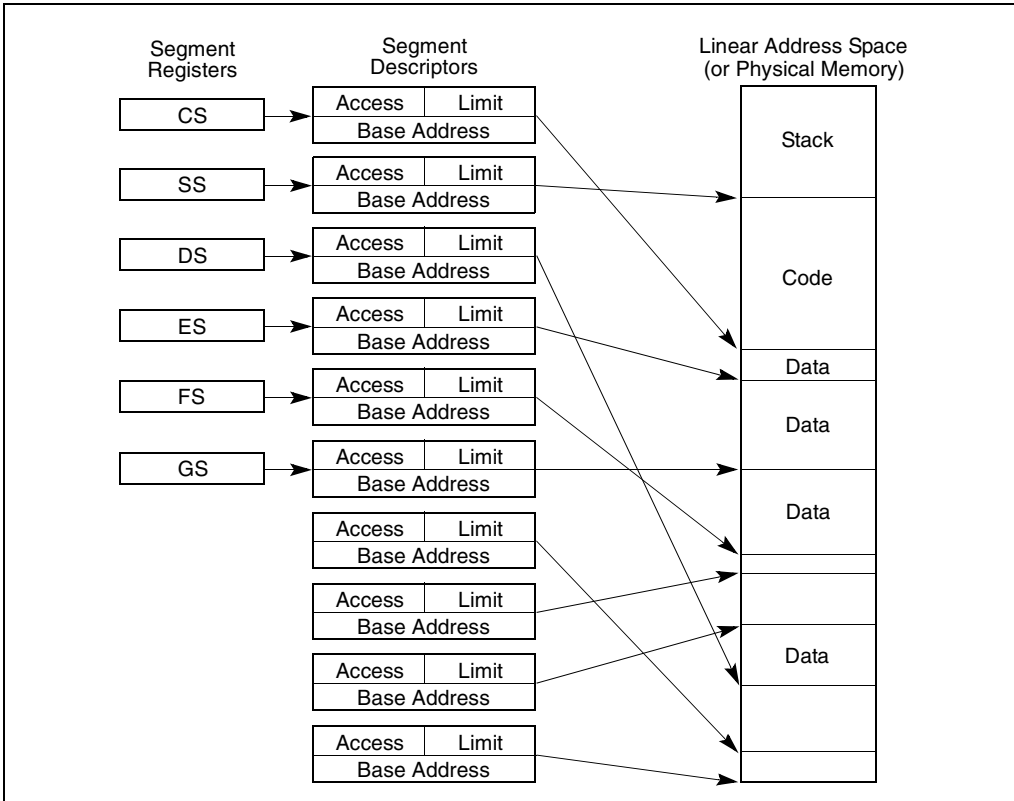 Segment
Registers
Segment
Descriptors
Linear Address Space
(or Physical Memory)
CS
Access Limit
Base Address
Stack
SS
Access Limit
Base Address
DS
Access Limit
Base Address
Code
ES
Access Limit
Base Address
Data
FS
Access Limit
Base Address
Data
GS
Access Limit
Base Address
Data
Access Limit
Base Address
Access Limit
Base Address
Access Limit
Base Address
Data
Access Limit
Base Address